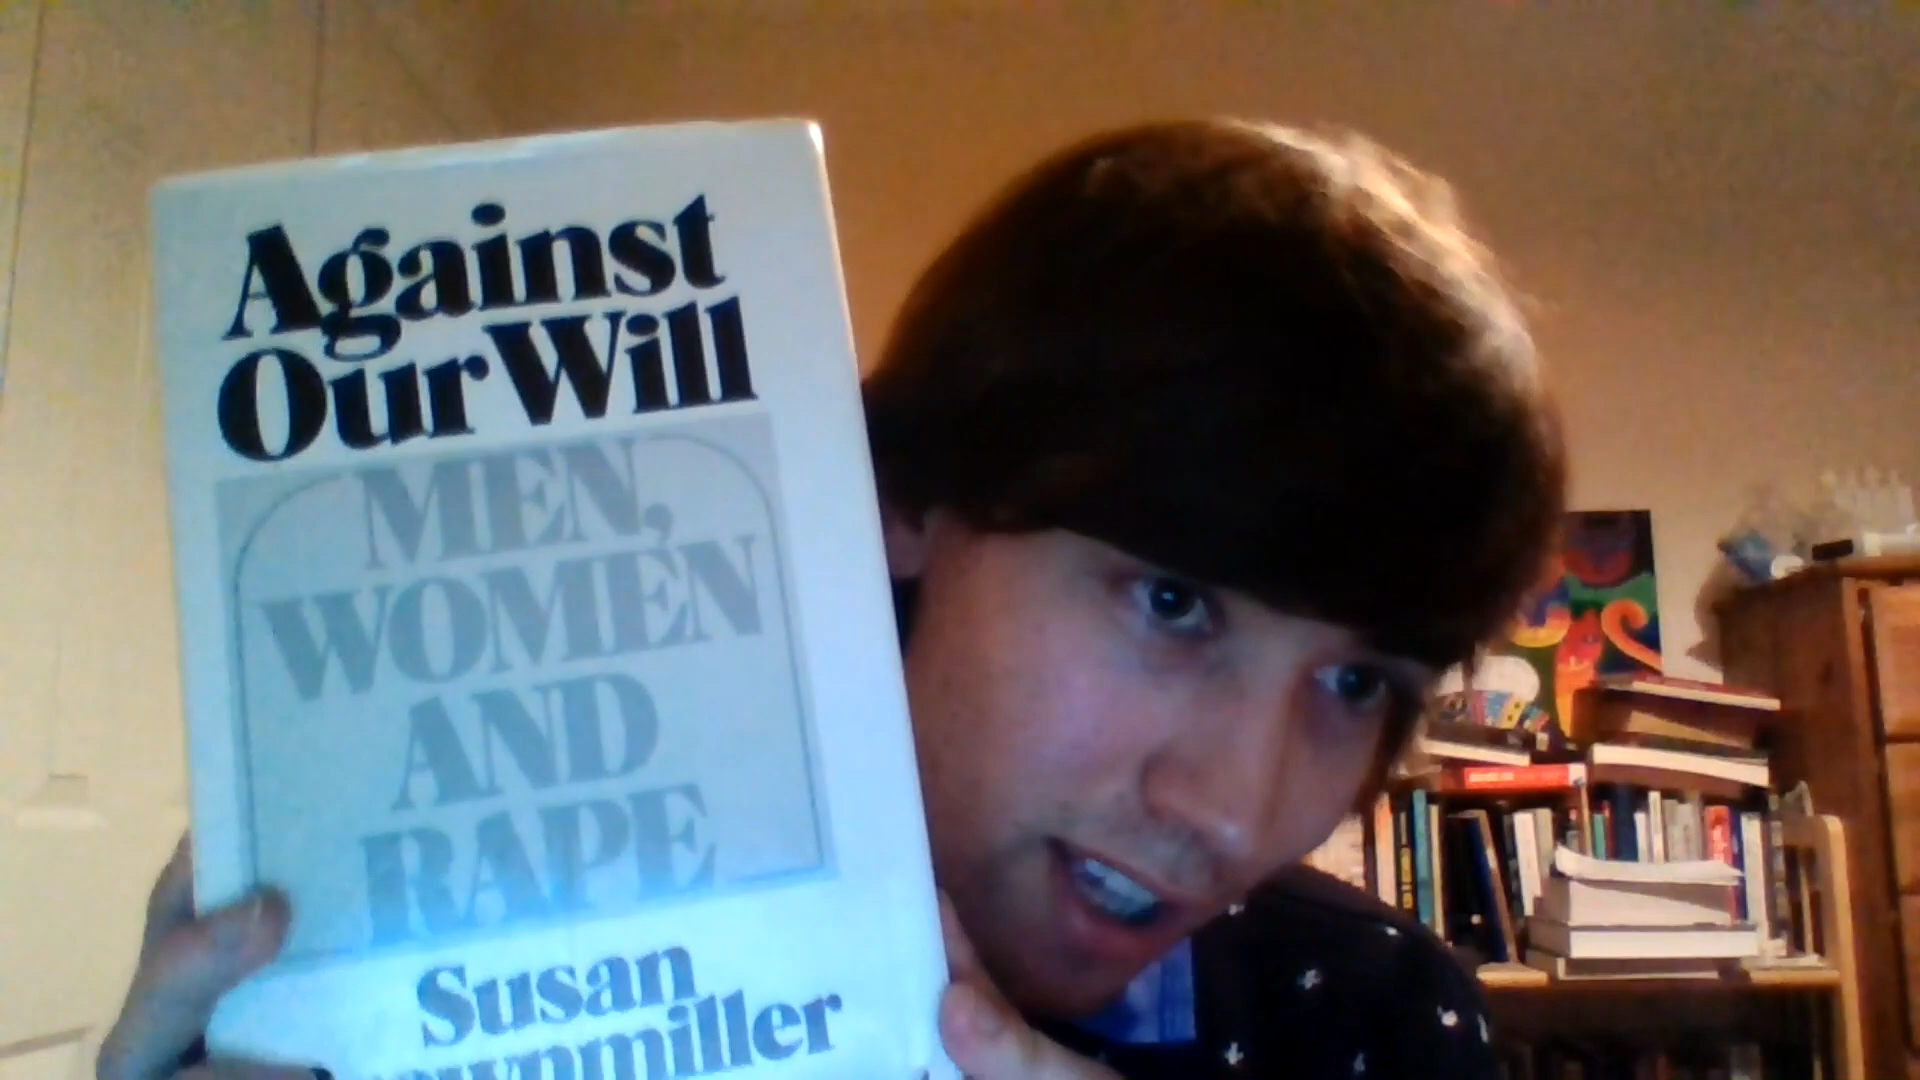 Against
Our Will
MEN,
WOMEN
AND
RAPE
Susan